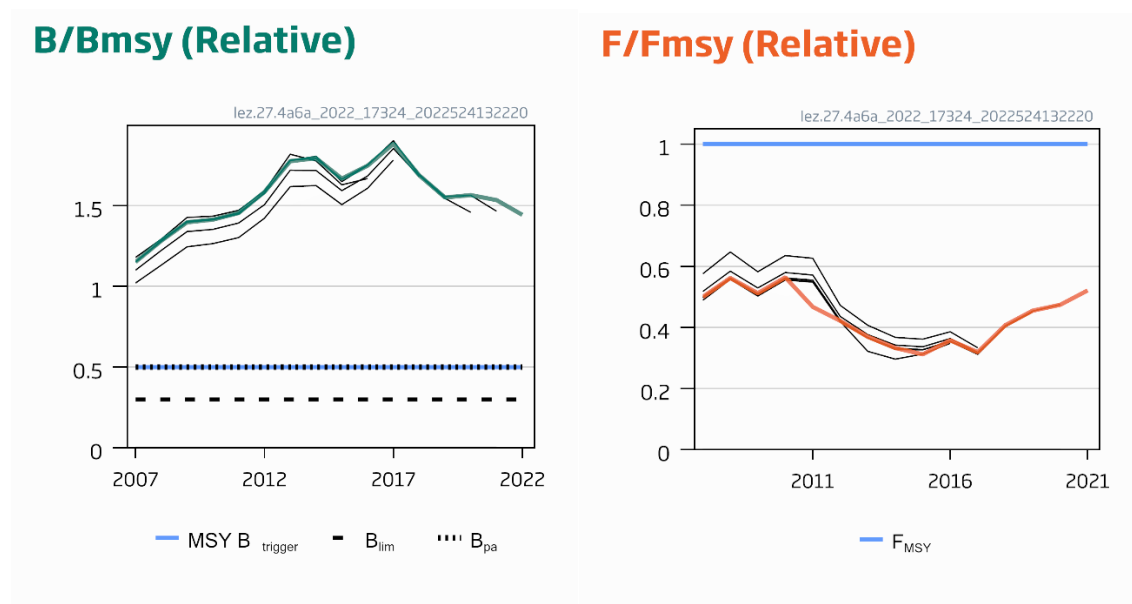 B/Bmsy (Relative)
lez.27.4a6a_2022_17324_2022524132220
1.5
1
0.5
0
2007 2012 2017 2022
MSY B trigger Blim Bpa
F/Fmsy (Relative)
lez.27.4a6a_2022_17324_2022524132220
1
0.8
0.6
0.4
0.2
0
2011 2016 2021
FMSY